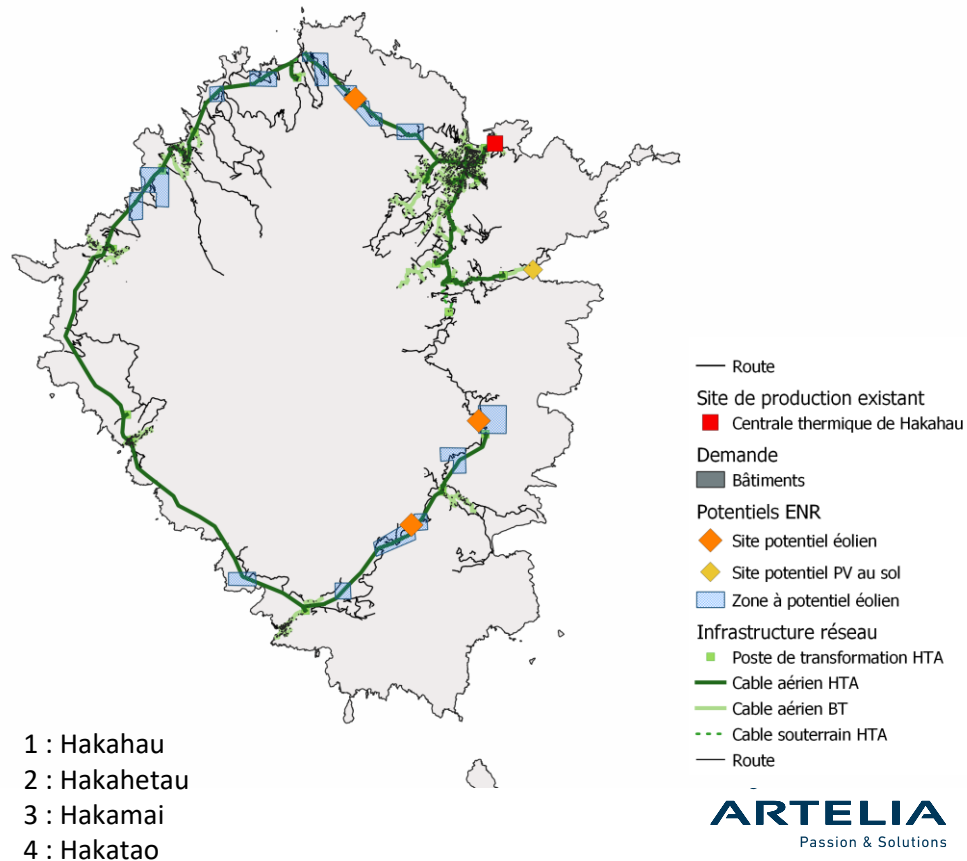 Route
Site de production existant
Centrale thermique de Hakahau
Demande
Bâtiments
Potentiels ENR
Site potentiel éolien
Site potentiel PV au sol
Zone à potentiel éolien
Infrastructure réseau
Poste de transformation HTA
Cable aérien HTA
Cable aérien BT
Cable souterrain HTA
Route
1 : Hakahau
2 : Hakahetau
3 : Hakamai
4 : Hakatao
ARTELIA
Passion & Solutions